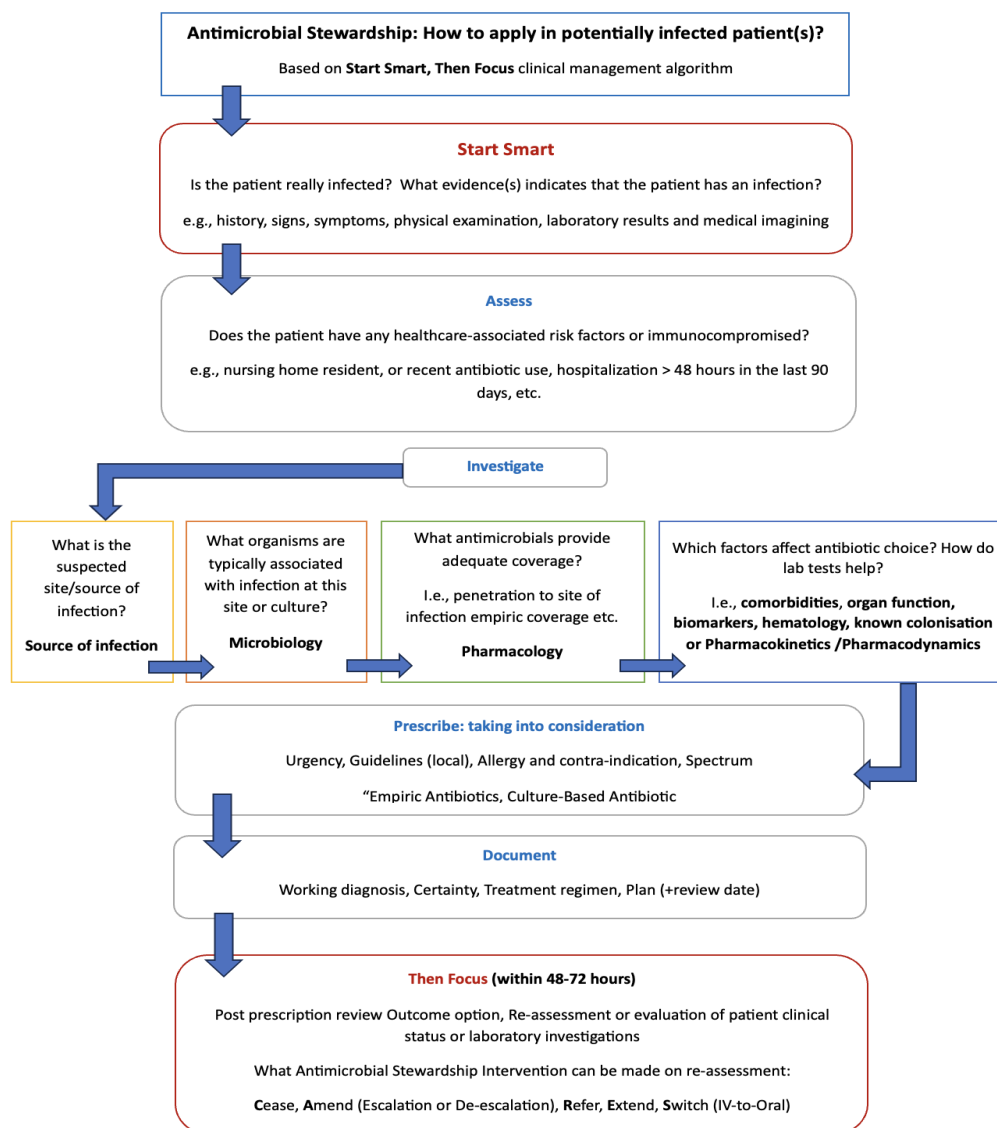 Antimicrobial Stewardship: How to apply in potentially infected patient(s)?
Based on Start Smart, Then Focus clinical management algorithm
Start Smart
Is the patient really infected?  What evidence(s) indicates that the patient has an infection?
e.g., history, signs, symptoms, physical examination, laboratory results and medical imagining
Assess
Does the patient have any healthcare-associated risk factors or immunocompromised?
e.g., nursing home resident, or recent antibiotic use, hospitalization > 48 hours in the last 90
days, etc.
Investigate
What is the
suspected
site/source of
infection?
Source of infection
What organisms are
typically associated
with infection at this
site or culture?
Microbiology
What antimicrobials provide
adequate coverage?
I.e., penetration to site of
infection empiric coverage etc.
Pharmacology
Which factors affect antibiotic choice? How do
lab tests help?
I.e., comorbidities, organ function,
biomarkers, hematology, known colonisation
or Pharmacokinetics /Pharmacodynamics
Prescribe: taking into consideration
Urgency, Guidelines (local), Allergy and contra-indication, Spectrum
“Empiric Antibiotics, Culture-Based Antibiotic
Document
Working diagnosis, Certainty, Treatment regimen, Plan (+review date)
Then Focus (within 48-72 hours)
Post prescription review Outcome option, Re-assessment or evaluation of patient clinical
status or laboratory investigations
What Antimicrobial Stewardship Intervention can be made on re-assessment:
Cease, Amend (Escalation or De-escalation), Refer, Extend, Switch (IV-to-Oral)